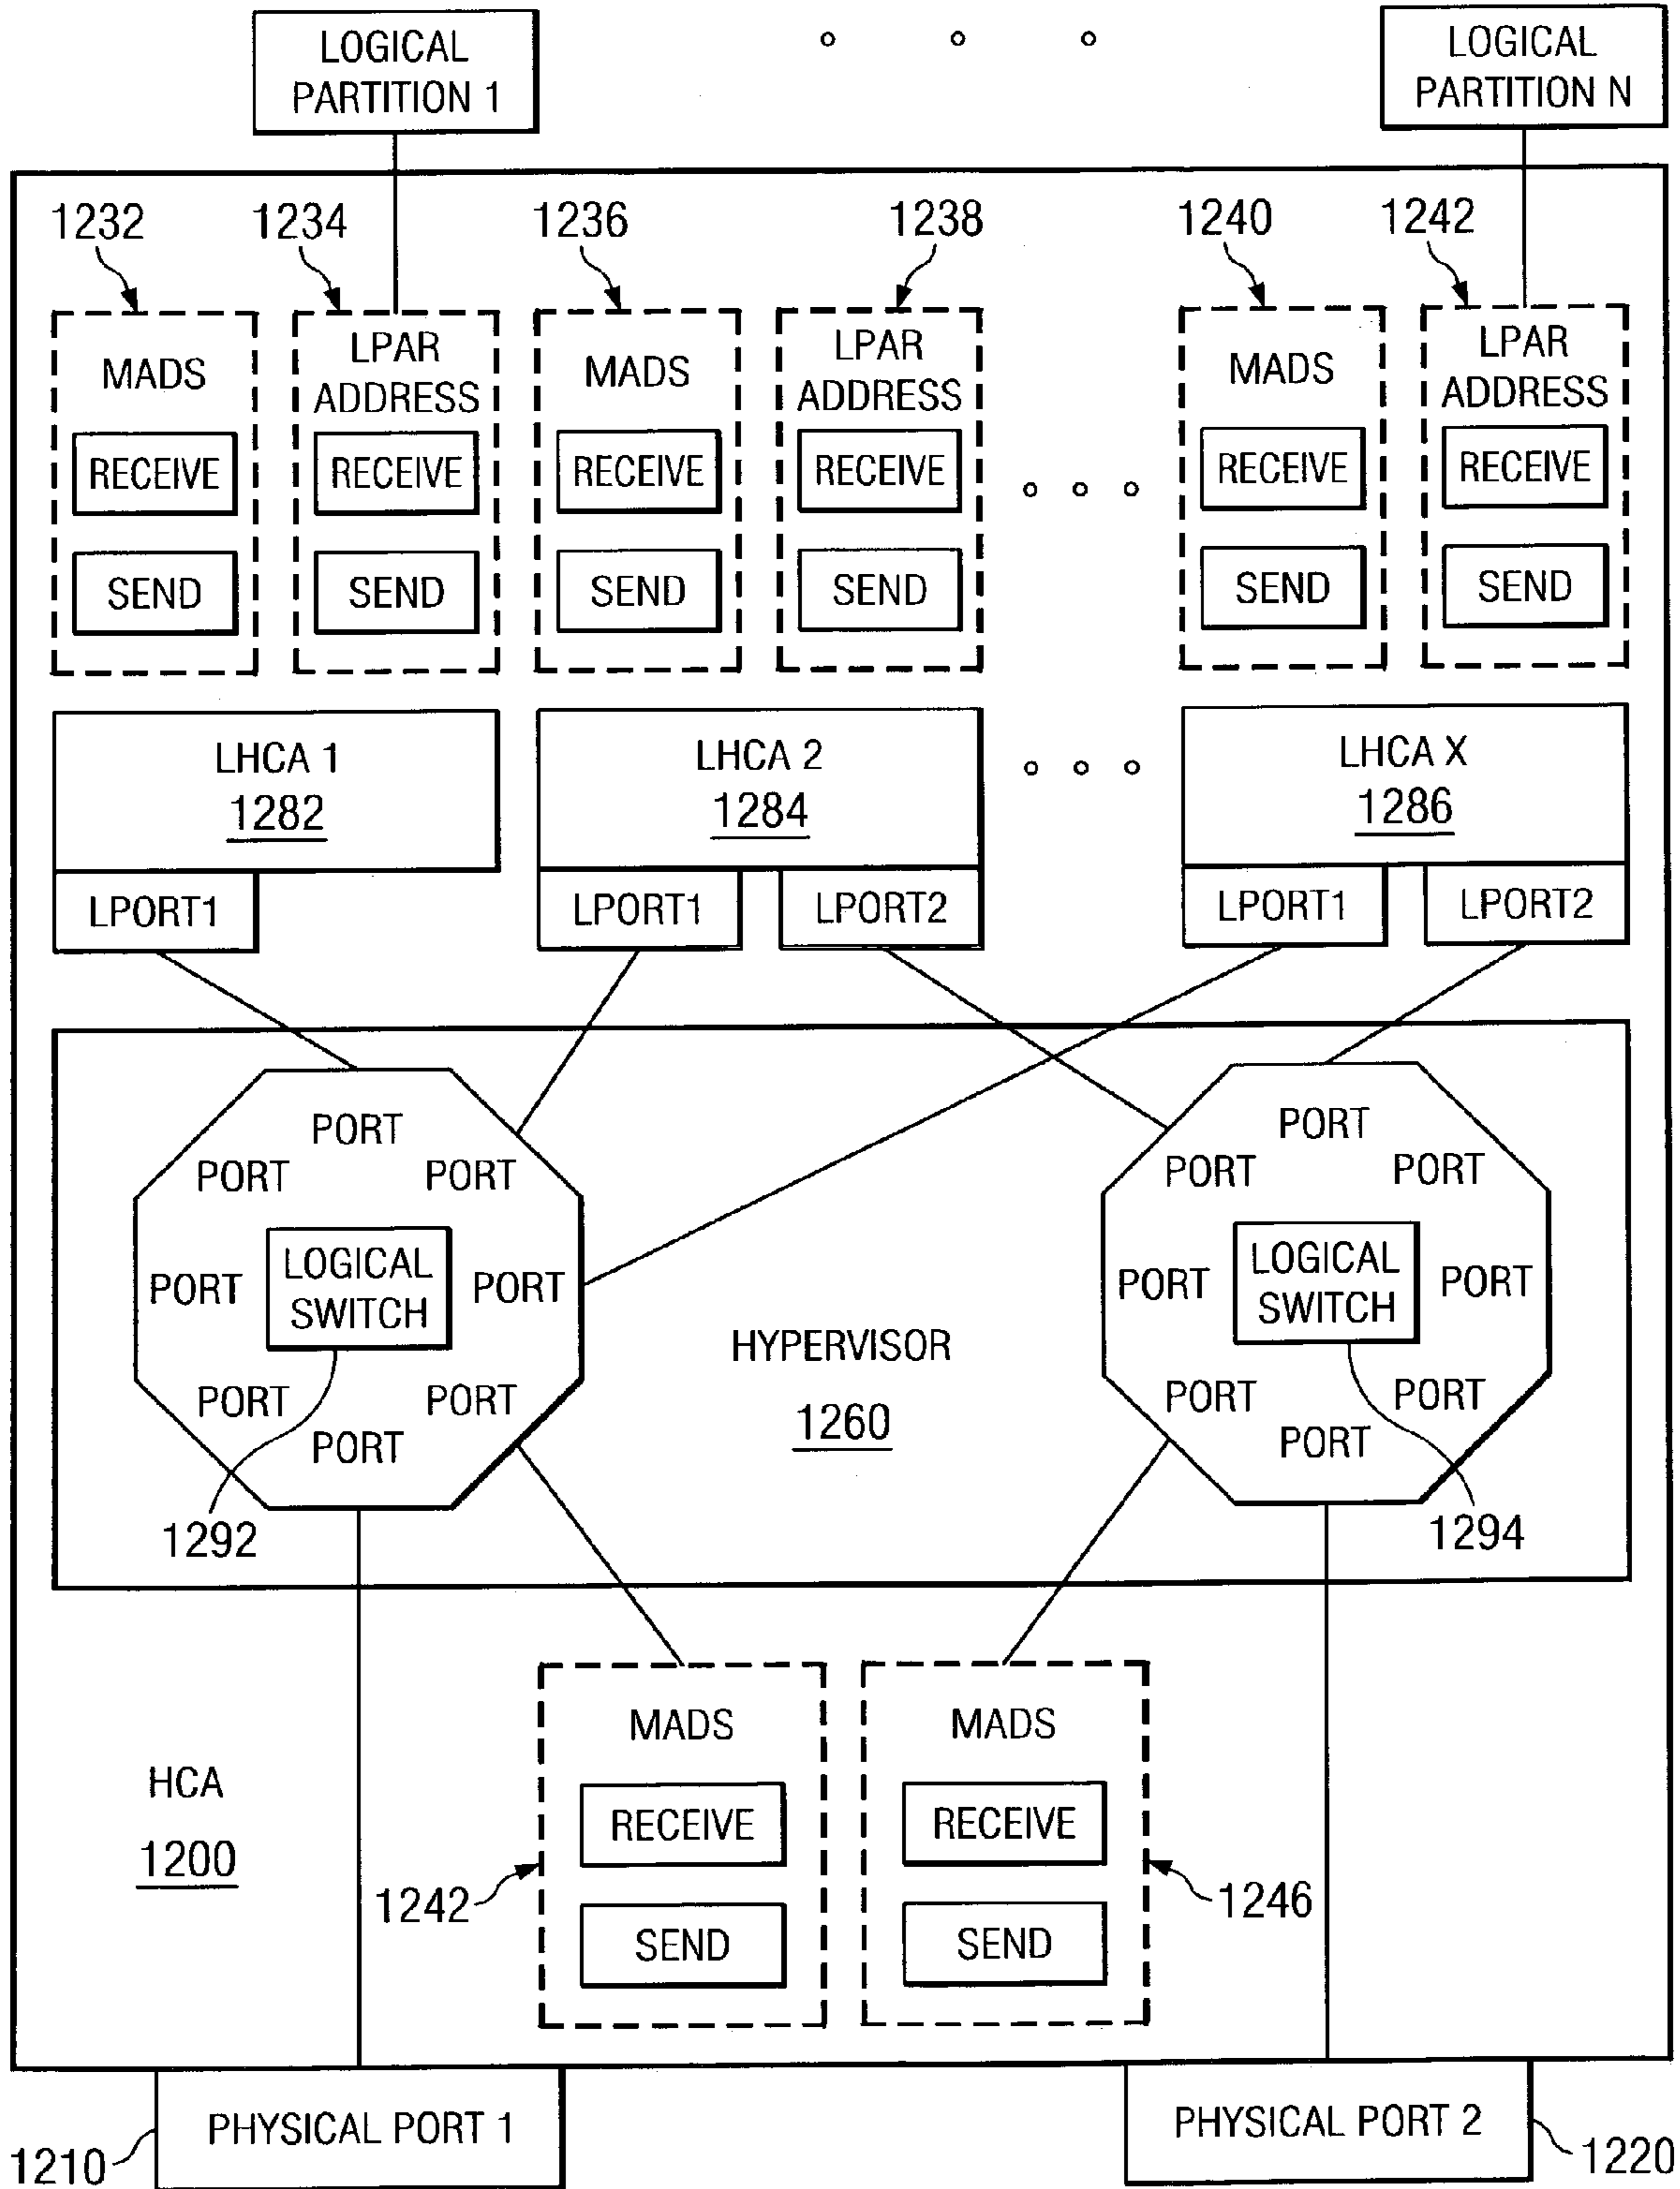 LOGICAL
PARTITION 1
LOGICAL
PARTITION N
1232
1234
1236
1238
1240
1242
MADS
RECEIVE
SEND
LPAR
ADDRESS
RECEIVE
SEND
MADS
RECEIVE
SEND
LPAR
ADDRESS
RECEIVE
SEND
MADS
RECEIVE
SEND
LPAR
ADDRESS
RECEIVE
SEND
LHCA 1
1282
LPORT1
LHCA 2
1284
LPORT1
LPORT2
LHCA X
1286
LPORT1
LPORT2
PORT
PORT
PORT
PORT
LOGICAL
SWITCH
PORT
PORT
PORT
PORT
1292
HYPERVISOR
1260
PORT
PORT
PORT
PORT
LOGICAL
SWITCH
PORT
PORT
PORT
PORT
1294
HCA
1200
MADS
RECEIVE
SEND
1242
MADS
RECEIVE
SEND
1246
PHYSICAL PORT 1
1210
PHYSICAL PORT 2
1220